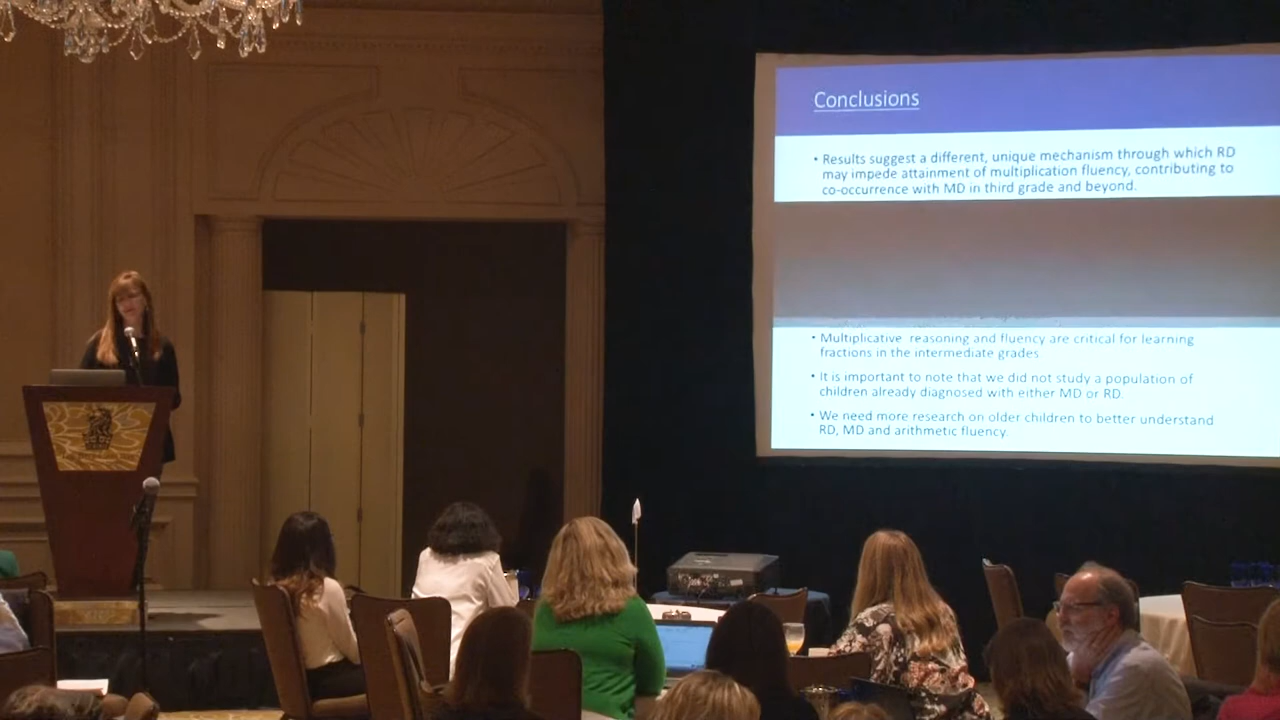 Conclusions
• Results suggest a different, unique mechanism through which RD
may impede attainment of multiplication fluency, contributing to
co-occurrence with MD in third grade and beyond.
• Multiplicative reasoning and fluency are critical for learning
fractions in the intermediate grades
• It is important to note that we did not study a population of
children already diagnosed with either MD or RD.
• We need more research on older children to better understand
RD, MD and arithmetic fluency.